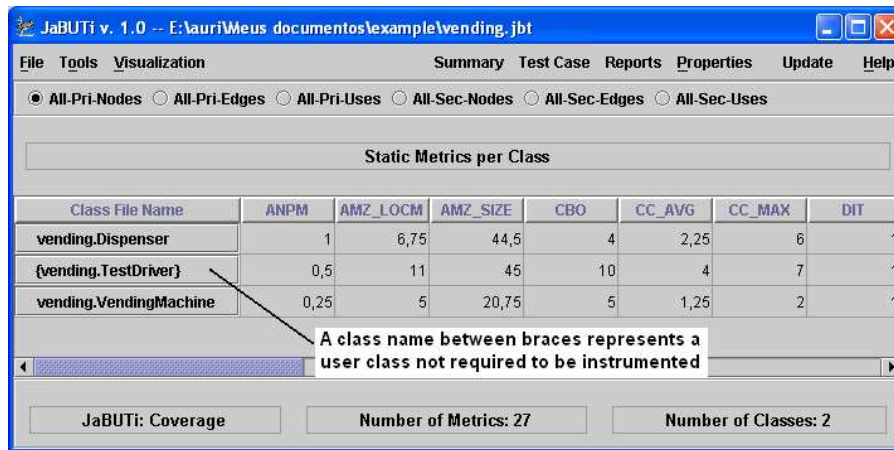 JaBUTi v. 1.0 -- E:\auri\Meus documentos\example\vending.jbt
File Tools Visualization Summary Test Case Reports Properties Update Help
All-Pri-Nodes All-Pri-Edges All-Pri-Uses All-Sec-Nodes All-Sec-Edges All-Sec-Uses
Static Metrics per Class
Class File Name ANPM AMZ_LOCM AMZ_SIZE CBO CC_AVG CC_MAX DIT
vending.Dispenser 1 6,75 44,5 4 2,25 6
{vending.TestDriver} 0,5 11 45 10 4 7
vending.VendingMachine 0,25 5 20,75 5 1,25 2
A class name between braces represents a
user class not required to be instrumented
JaBUTi: Coverage Number of Metrics: 27 Number of Classes: 2